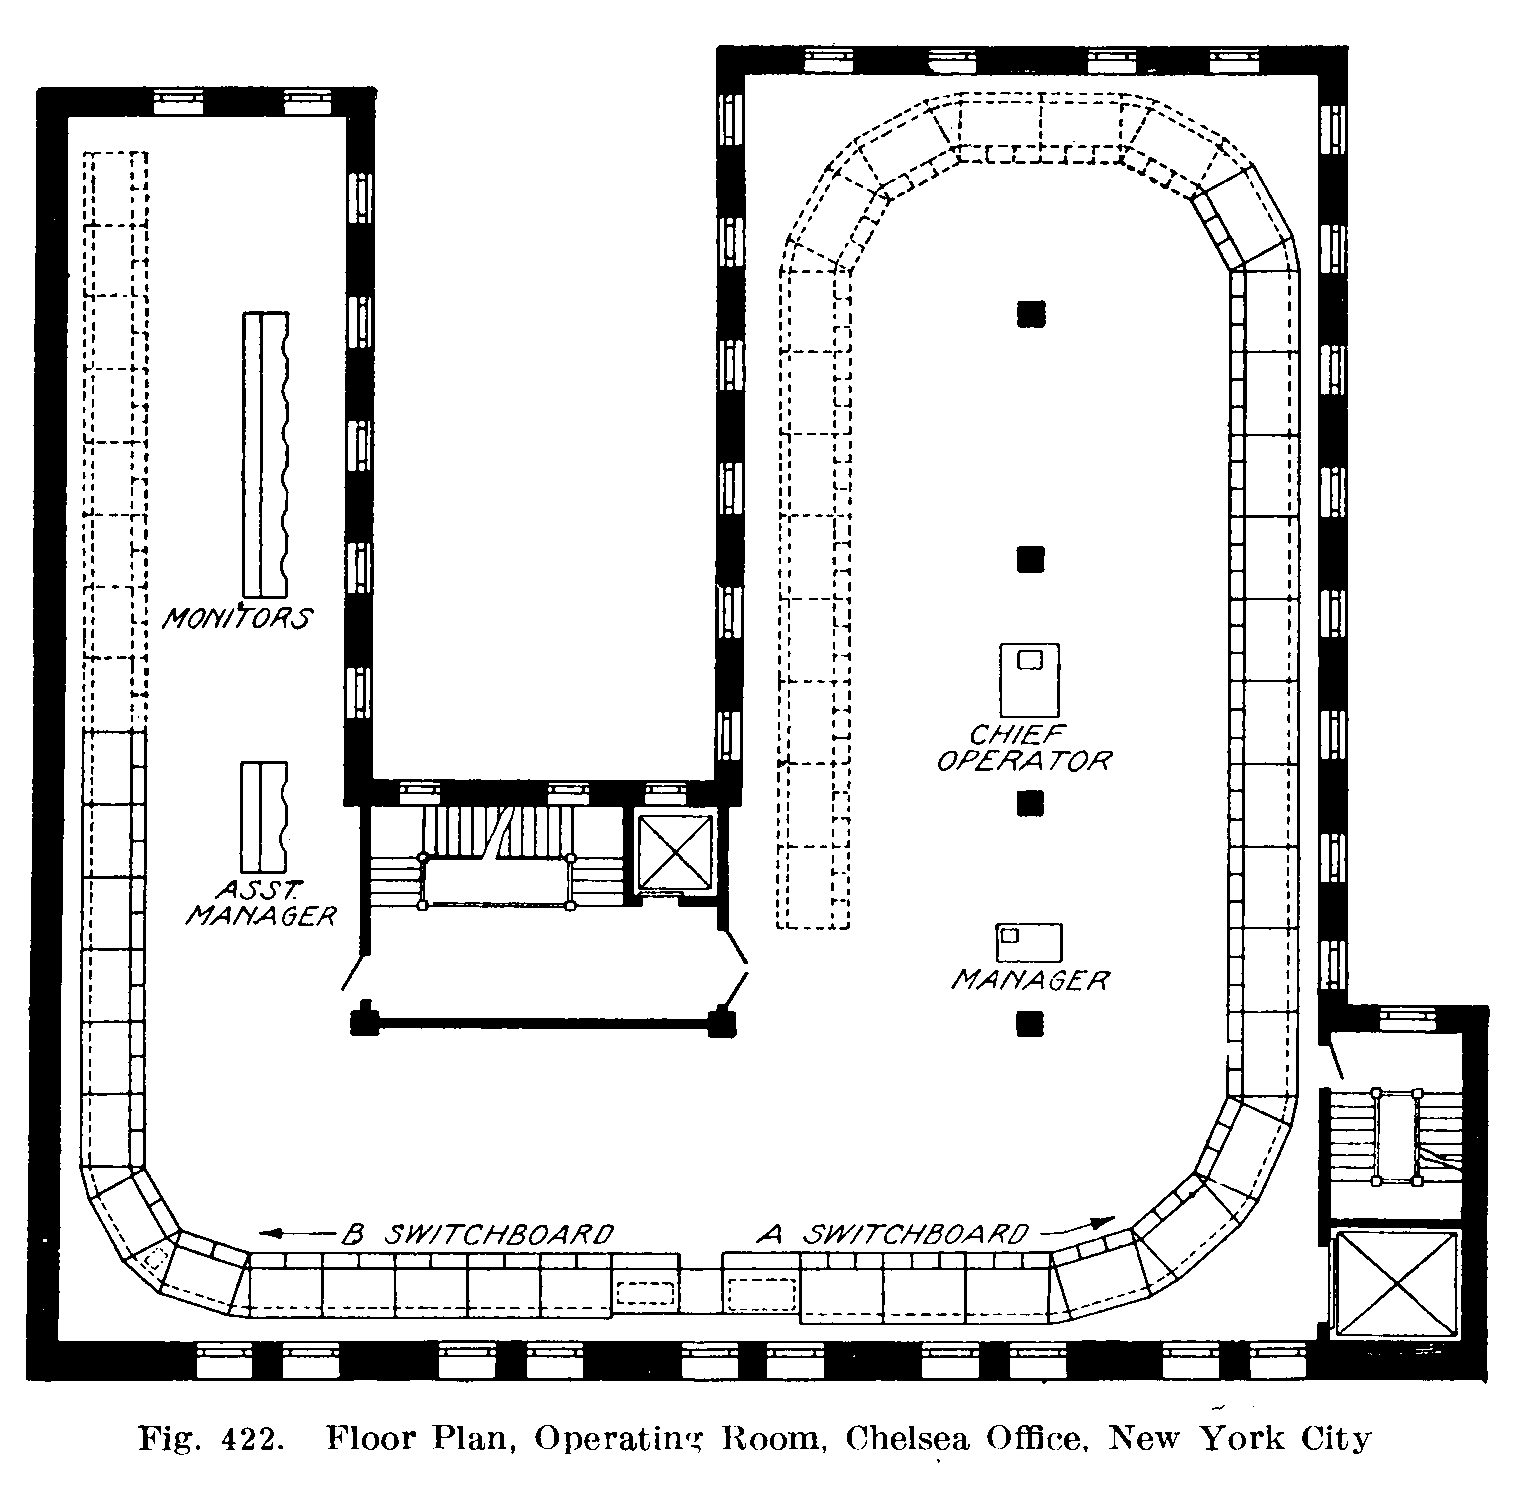 MONITORS
CHIEF
OPERATOR
ASST.
MANAGER
MANAGER
B SWITCHBOARD
A SWITCHBOARD
Fig. 422. Floor Plan, Operating Room, Chelsea Office, New York City